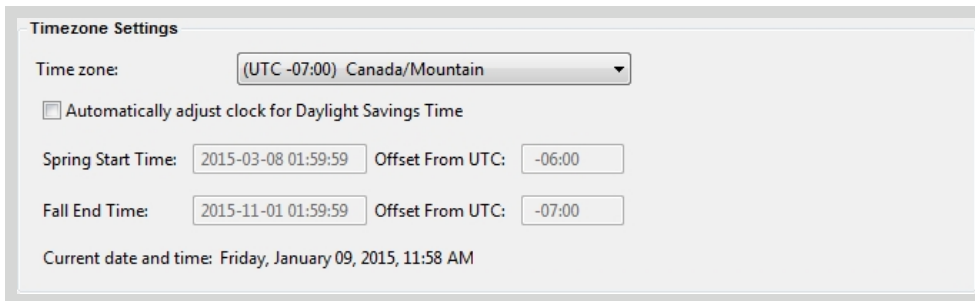 Timezone Settings
Time zone: (UTC -07:00) Canada/Mountain
Automatically adjust clock for Daylight Savings Time
Spring Start Time: 2015-03-08 01:59:59 Offset From UTC: -06:00
Fall End Time: 2015-11-01 01:59:59 Offset From UTC: -07:00
Current date and time: Friday, January 09, 2015, 11:58 AM